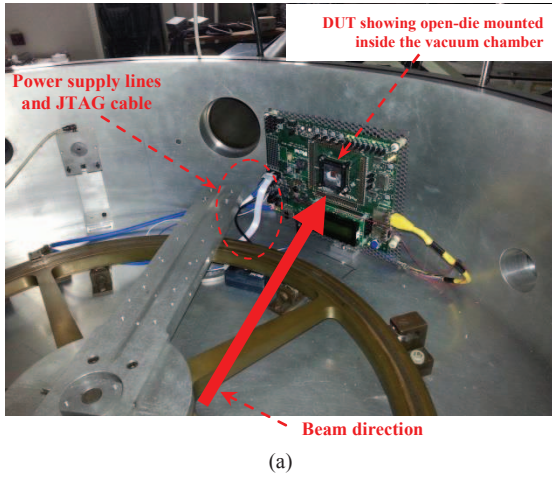 DUT showing open-die mounted
inside the vacuum chamber
Power supply lines
and JTAG cable
Beam direction
(a)